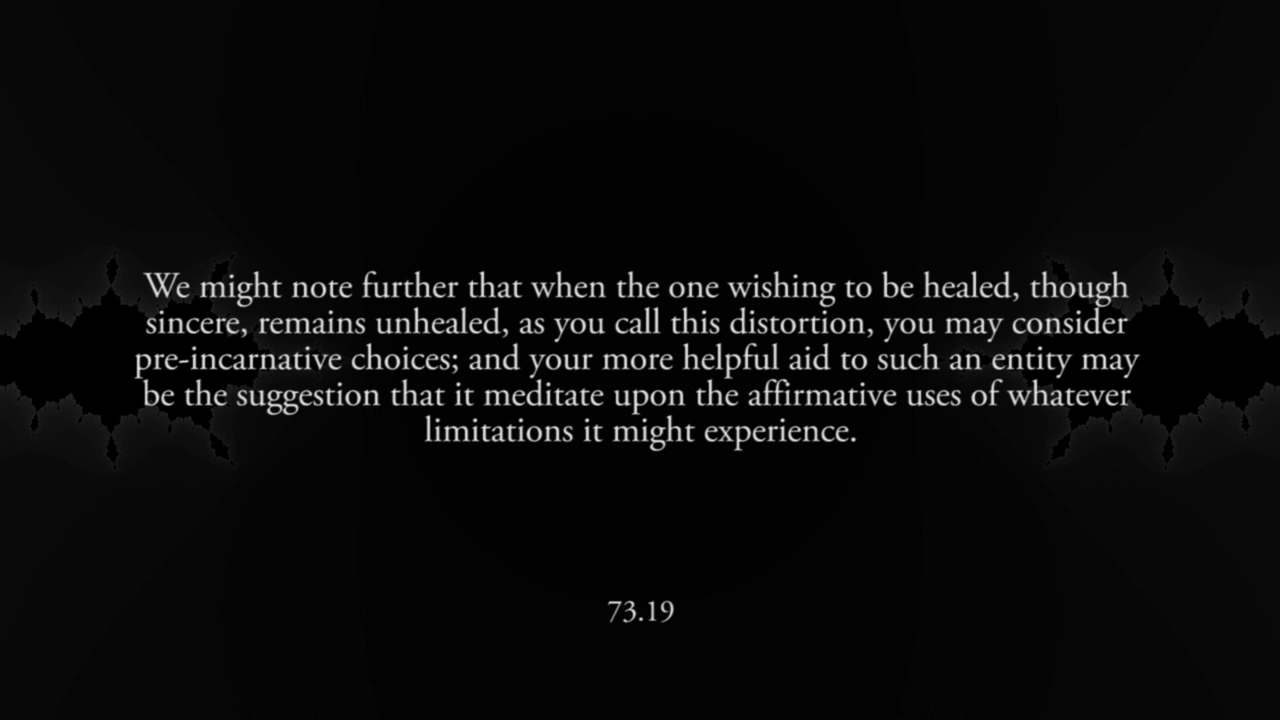 We might note further that when the one wishing to be healed, though
sincere, remains unhealed, as you call this distortion, you may consider
pre-incarnative choices; and your more helpful aid to such an entity may
be the suggestion that it meditate upon the affirmative uses of whatever
limitations it might experience.
73.19